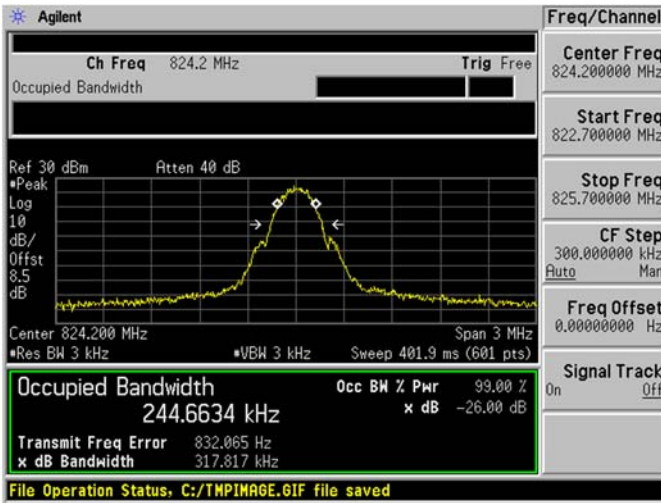 Agilent
Freq/Channel
Ch Freq 824.2 MHz Trig Free
Occupied Bandwidth
Center Freq
824.200000 MHz
Start Freq
822.700000 MHz
Stop Freq
825.700000 MHz
CF Step
300.000000 kHz
Auto Man
Freq Offset
0.00000000 Hz
Signal Track
On Off
Ref 30 dBm Atten 40 dB
#Peak
Log
10
dB/
Offst
8.5
dB
Center 824.200 MHz Span 3 MHz
#Res BW 3 kHz #VBW 3 kHz Sweep 401.9 ms (601 pts)
Occupied Bandwidth Occ BW % Pwr 99.00 %
244.6634 kHz x dB -26.00 dB
Transmit Freq Error 832.065 Hz
x dB Bandwidth 317.817 kHz
File Operation Status, C:/TMPIMAGE.GIF file saved